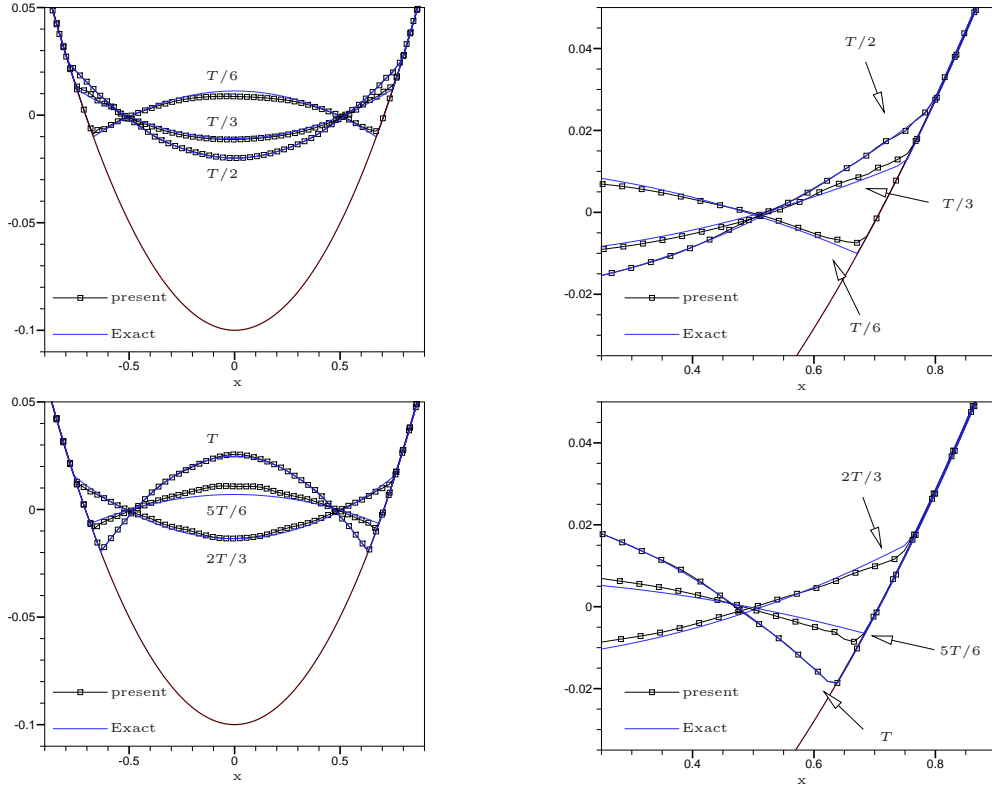 0.05
0
-0.05
-0.1
T/6
T/3
T/2
present
Exact
-0.5
0
0.5
x
0.04
0.02
0
-0.02
T/2
T/3
T/6
present
Exact
0.4
0.6
0.8
x
0.05
0
-0.05
-0.1
T
5T/6
2T/3
present
Exact
-0.5
0
0.5
x
0.04
0.02
0
-0.02
2T/3
5T/6
T
present
Exact
0.4
0.6
0.8
x